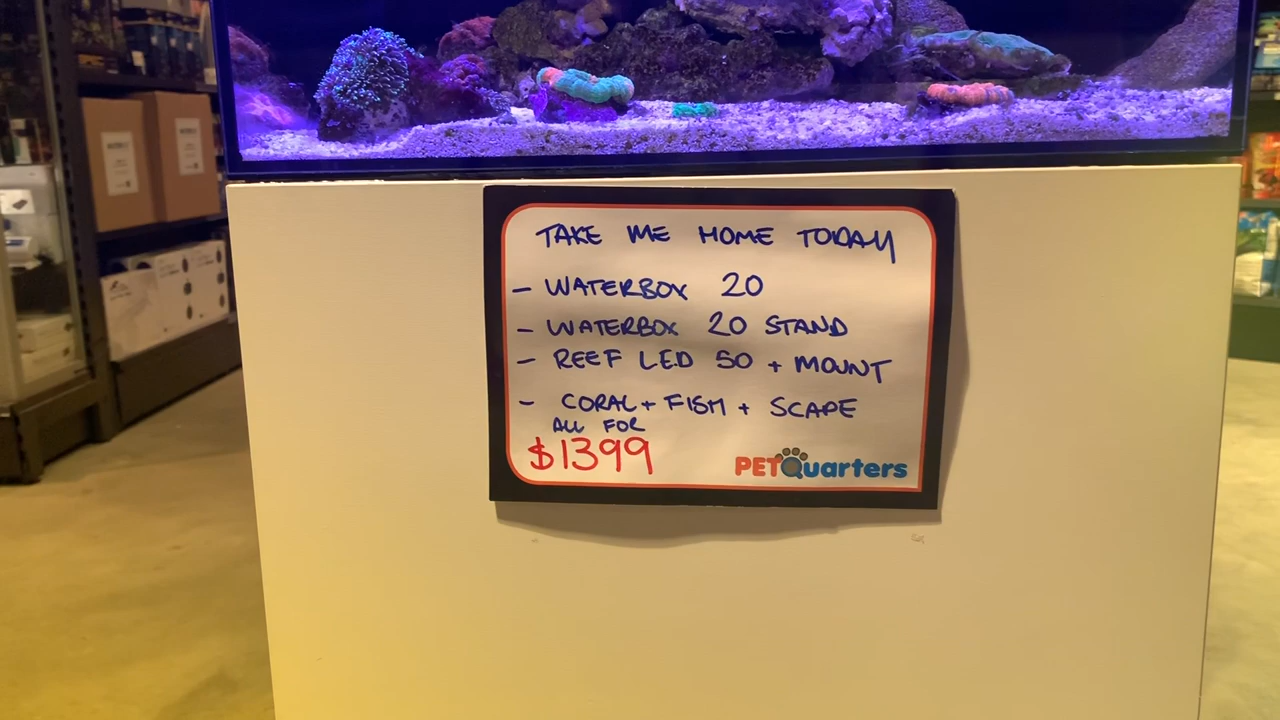 TAKE ME HOME TODAY
- WATERBOX 20
- WATERBOX 20 STAND
- REEF LED 50 + MOUNT
- CORAL + FISH + SCAPE
ALL FOR
$1399
PETQuarters